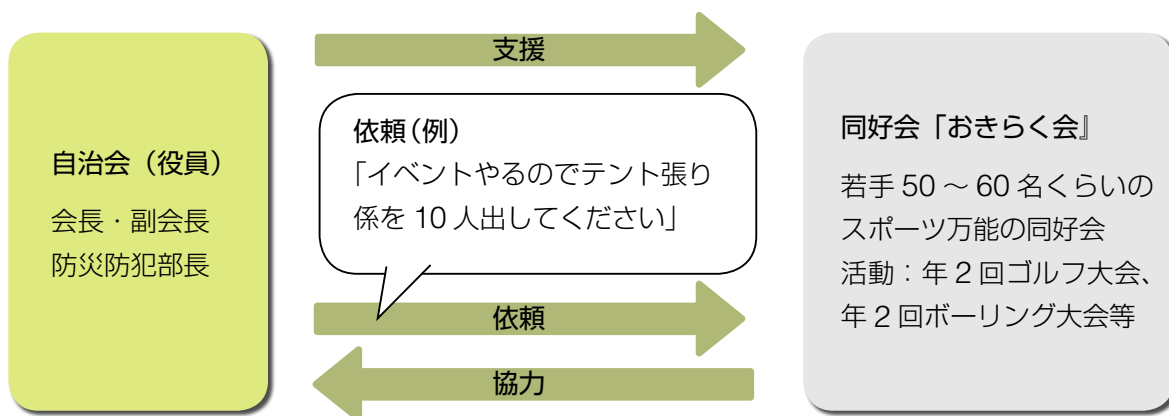 支援
自治会（役員）
会長・副会長
防災防犯部長
依頼（例）
「イベントやるのでテント張り
係を 10 人出してください」
同好会「おきらく会』
若手 50 ～ 60 名くらいの
スポーツ万能の同好会
活動：年 2 回ゴルフ大会、
年 2 回ボーリング大会等
依頼
協力